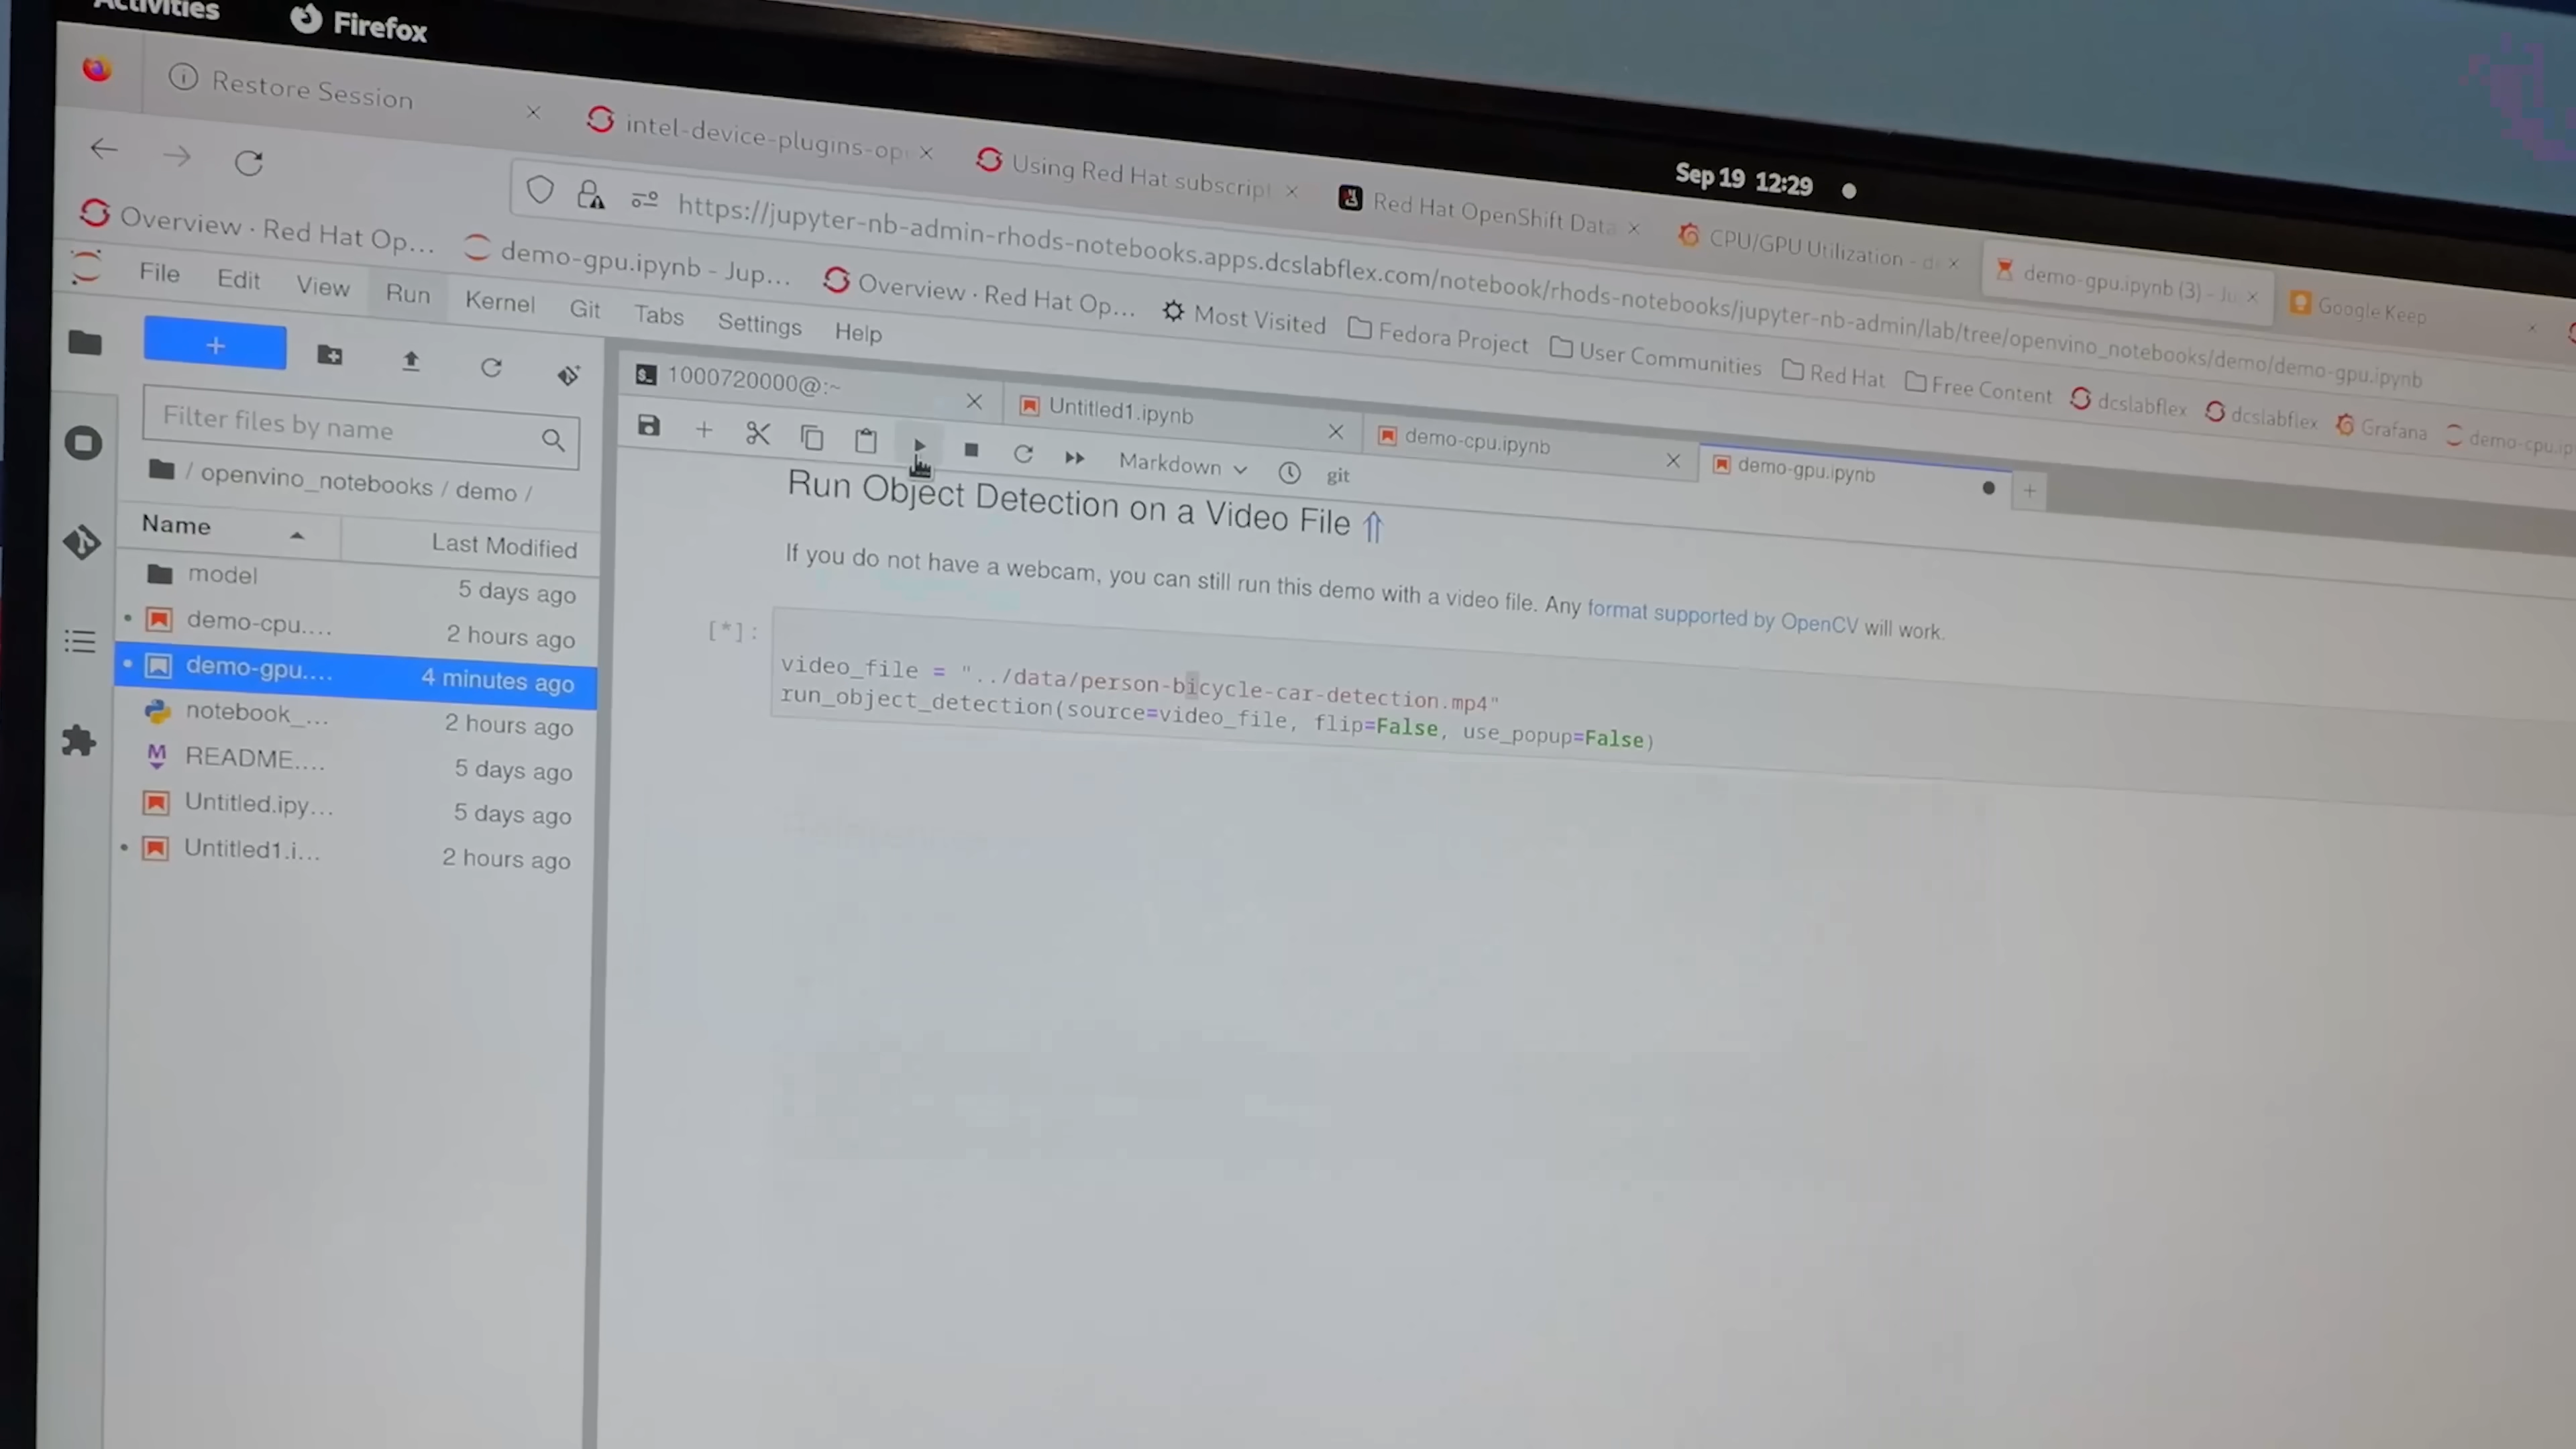 Activities Firefox
Sep 19 12:29
Restore Session
intel-device-plugins-op
Using Red Hat subscript
Red Hat OpenShift Data
CPU/GPU Utilization - d
demo-gpu.ipynb (3) - Ju
Google Keep
https://jupyter-nb-admin-rhods-notebooks.apps.dcslabflex.com/notebook/rhods-notebooks/jupyter-nb-admin/lab/tree/openvino_notebooks/demo/demo-gpu.ipynb
Overview · Red Hat Op…
demo-gpu.ipynb - Jup…
Overview · Red Hat Op…
Most Visited
Fedora Project
User Communities
Red Hat
Free Content
dcslabflex
dcslabflex
Grafana
demo-cpu.ip
File Edit View Run Kernel Git Tabs Settings Help
Filter files by name
/ openvino_notebooks / demo /
Name Last Modified
model 5 days ago
demo-cpu.… 2 hours ago
demo-gpu.… 4 minutes ago
notebook_… 2 hours ago
README.… 5 days ago
Untitled.ipy… 5 days ago
Untitled1.i… 2 hours ago
1000720000@:~
Untitled1.ipynb
demo-cpu.ipynb
demo-gpu.ipynb
Markdown git
Run Object Detection on a Video File ⇑
If you do not have a webcam, you can still run this demo with a video file. Any format supported by OpenCV will work.
[*]:
video_file = "../data/person-bicycle-car-detection.mp4"
run_object_detection(source=video_file, flip=False, use_popup=False)